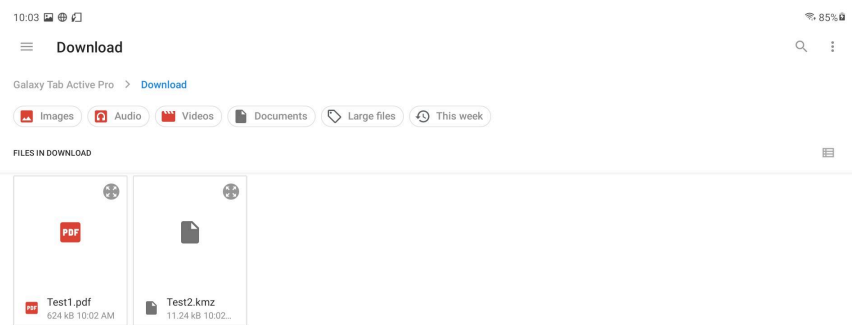 10:03 85%
Download
Galaxy Tab Active Pro > Download
Images Audio Videos Documents Large files This week
FILES IN DOWNLOAD
PDF
PDF Test1.pdf Test2.kmz
624 kB 10:02 AM 11.24 kB 10:02...